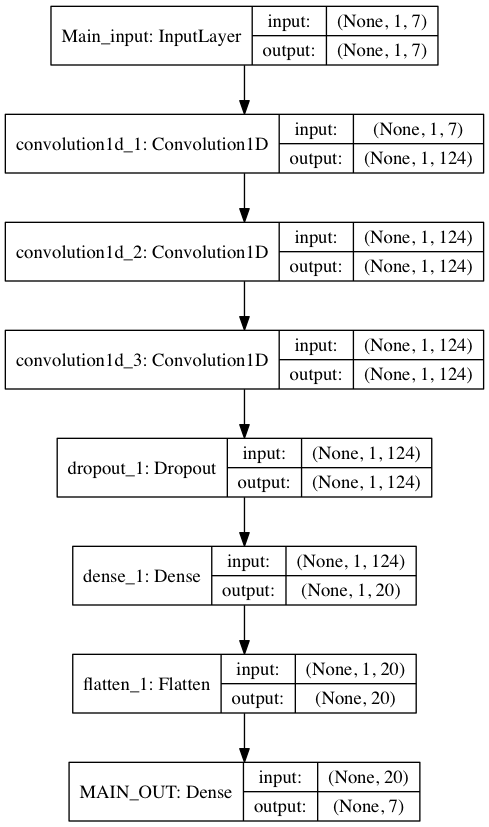 Main_input: InputLayer
input: (None, 1, 7)
output: (None, 1, 7)
convolution1d_1: Convolution1D
input: (None, 1, 7)
output: (None, 1, 124)
convolution1d_2: Convolution1D
input: (None, 1, 124)
output: (None, 1, 124)
convolution1d_3: Convolution1D
input: (None, 1, 124)
output: (None, 1, 124)
dropout_1: Dropout
input: (None, 1, 124)
output: (None, 1, 124)
dense_1: Dense
input: (None, 1, 124)
output: (None, 1, 20)
flatten_1: Flatten
input: (None, 1, 20)
output: (None, 20)
MAIN_OUT: Dense
input: (None, 20)
output: (None, 7)